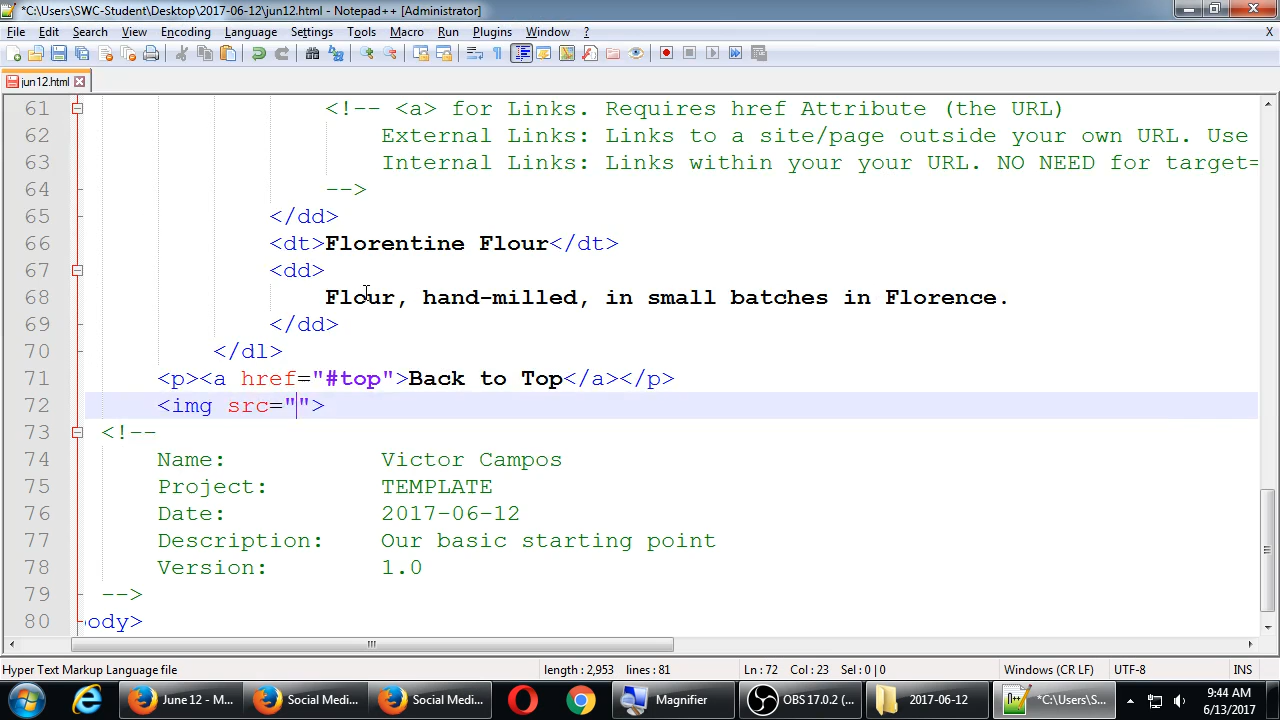 *C:\Users\SWC-Student\Desktop\2017-06-12\jun12.html - Notepad++ [Administrator]
File Edit Search View Encoding Language Settings Tools Macro Run Plugins Window ? X
jun12.html
61 <!-- <a> for Links. Requires href Attribute (the URL)
62 External Links: Links to a site/page outside your own URL. Use
63 Internal Links: Links within your your URL. NO NEED for target=
64 -->
65 </dd>
66 <dt>Florentine Flour</dt>
67 <dd>
68 Flour, hand-milled, in small batches in Florence.
69 </dd>
70 </dl>
71 <p><a href="#top">Back to Top</a></p>
72 <img src="">
73 <!--
74 Name: Victor Campos
75 Project: TEMPLATE
76 Date: 2017-06-12
77 Description: Our basic starting point
78 Version: 1.0
79 -->
80 ody>
Hyper Text Markup Language file length : 2,953 lines : 81 Ln : 72 Col : 23 Sel : 0 | 0 Windows (CR LF) UTF-8 INS
June 12 - M... Social Medi... Social Medi... Magnifier OBS 17.0.2 (... 2017-06-12 *C:\Users\S... 9:44 AM
6/13/2017